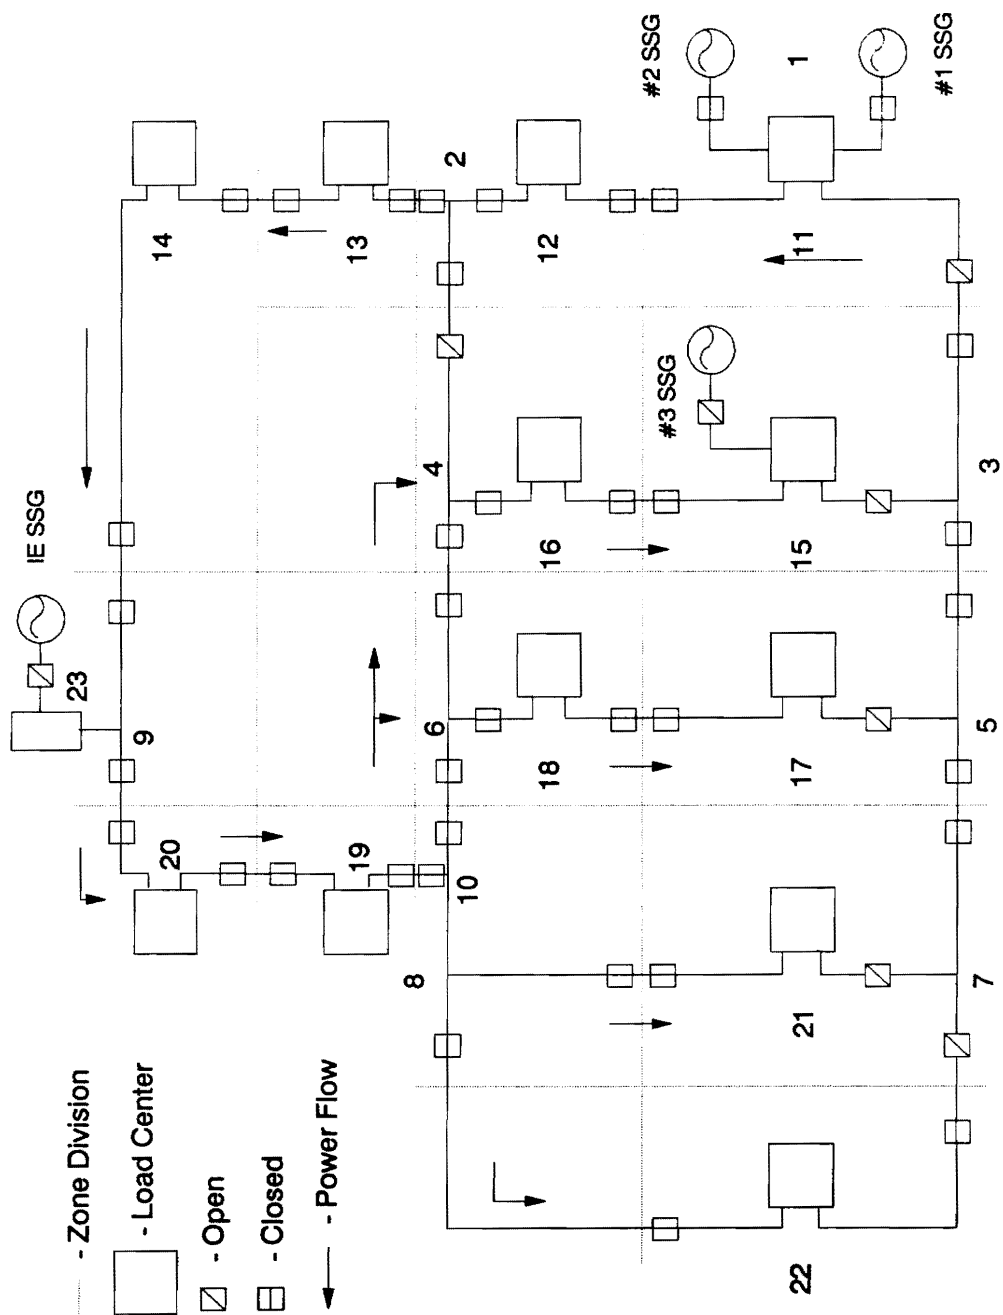 - Zone Division
- Load Center
- Open
- Closed
- Power Flow
IE SSG
23
9
20
19
10
8
6
4
2
14
13
12
11
1
#2 SSG
#1 SSG
#3 SSG
16
15
18
17
21
22
3
5
7